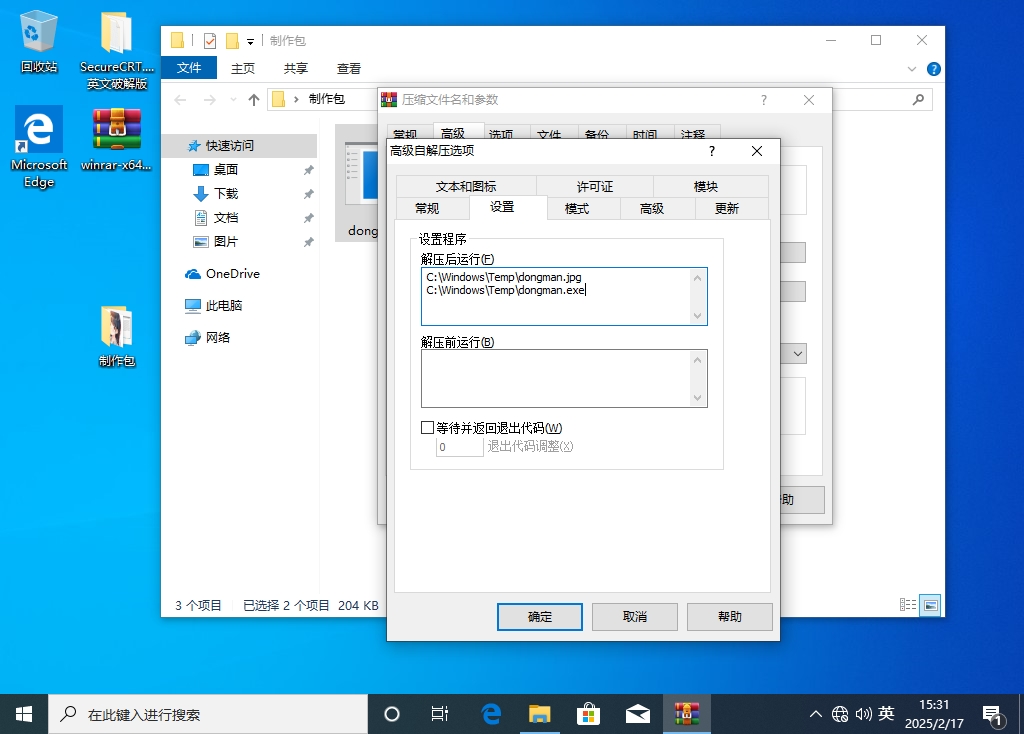 回收站
SecureCRT....
英文破解版
Microsoft
Edge
winrar-x64...
制作包
制作包
文件
主页
共享
查看
制作包
快速访问
桌面
下载
文档
图片
OneDrive
此电脑
网络
dong
3 个项目
已选择 2 个项目
204 KB
压缩文件名和参数
?
常规
高级
选项
文件
备份
时间
注释
助
高级自解压选项
?
文本和图标
许可证
模块
常规
设置
模式
高级
更新
设置程序
解压后运行(F)
C:\Windows\Temp\dongman.jpg
C:\Windows\Temp\dongman.exe
解压前运行(B)
等待并返回退出代码(W)
0
退出代码调整(X)
确定
取消
帮助
在此键入进行搜索
英
15:31
2025/2/17
1